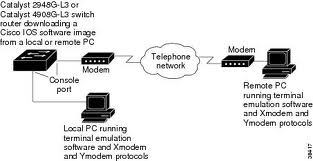 Catalyst 2948G-L3 or
Catalyst 4908G-L3 switch
router downloading a
Cisco IOS software image
from a local or remote PC
Modem
Telephone
network
Modem
Console
port
Remote PC
running terminal
emulation software
and Xmodem and
Ymodem protocols
Local PC running
terminal emulation
software and Xmodem
and Ymodem protocols
28417